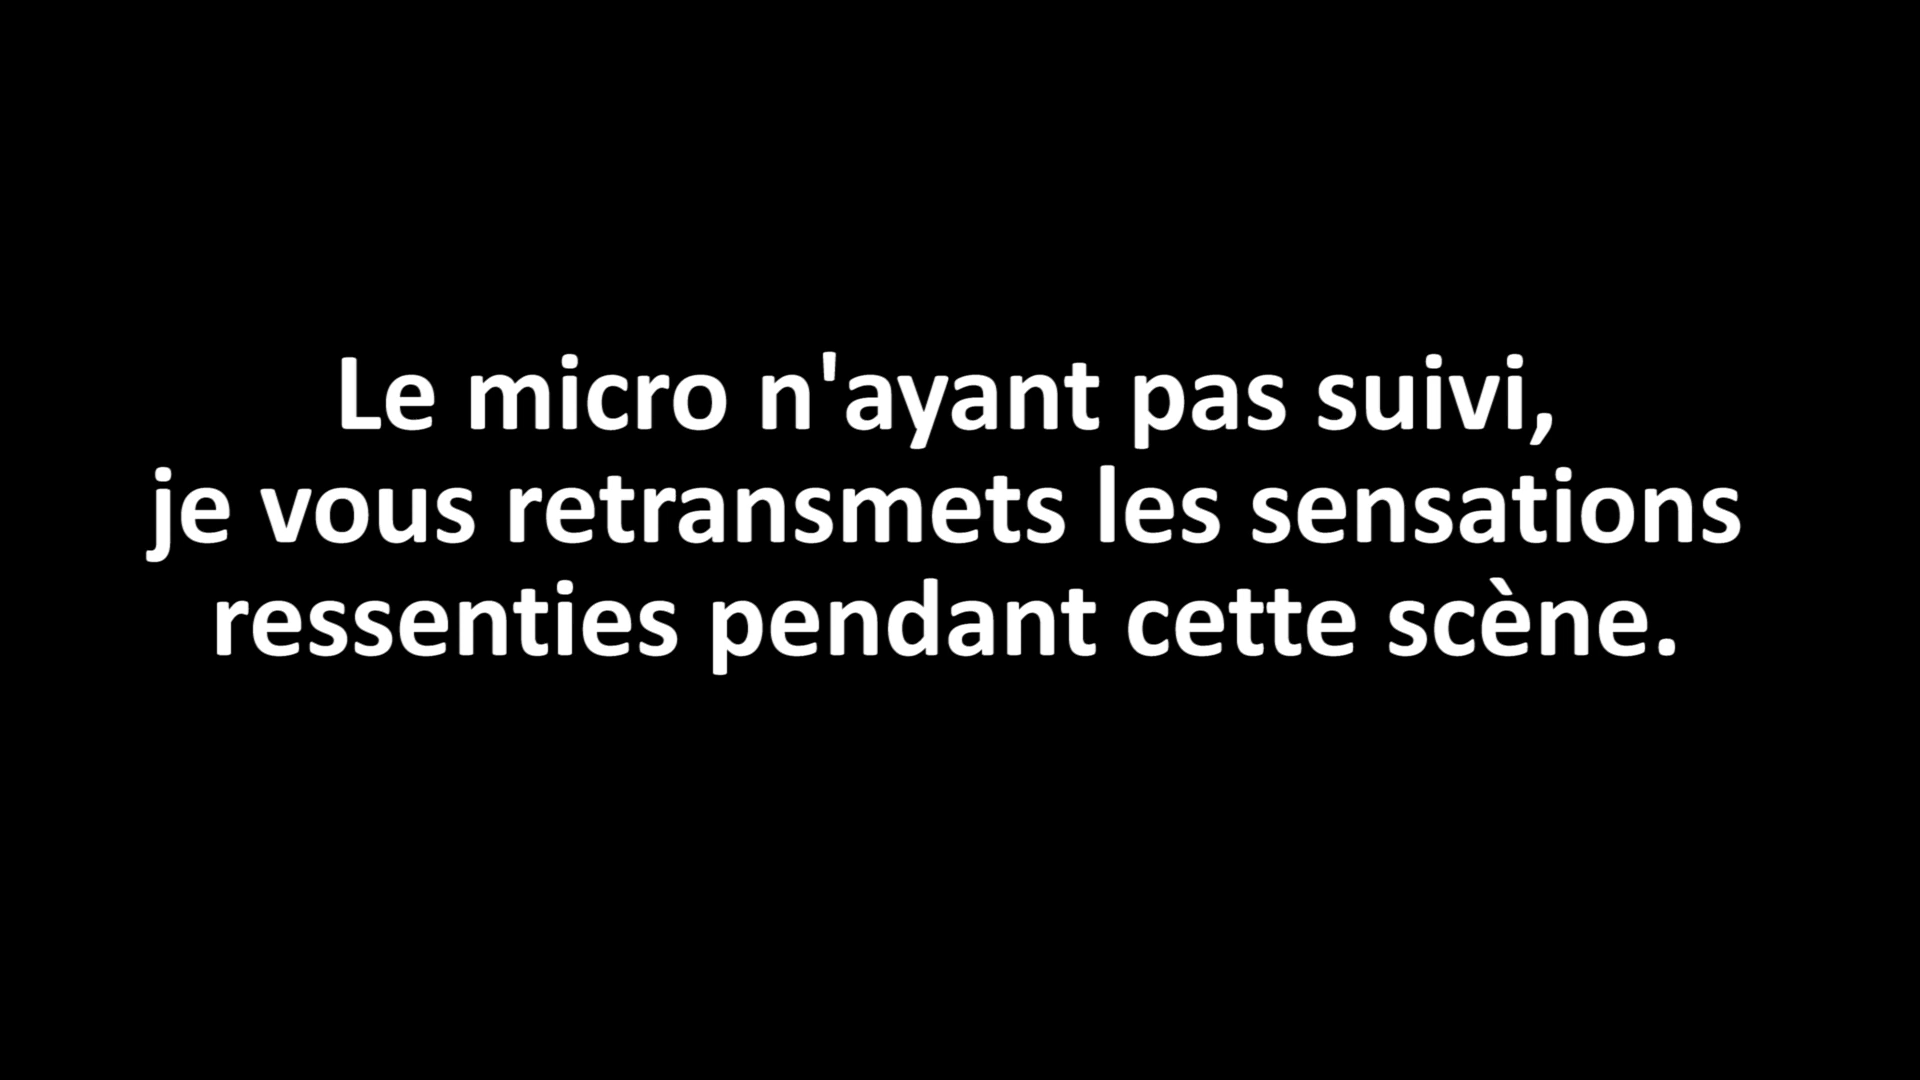 Le micro n'ayant pas suivi,
je vous retransmets les sensations
ressenties pendant cette scène.